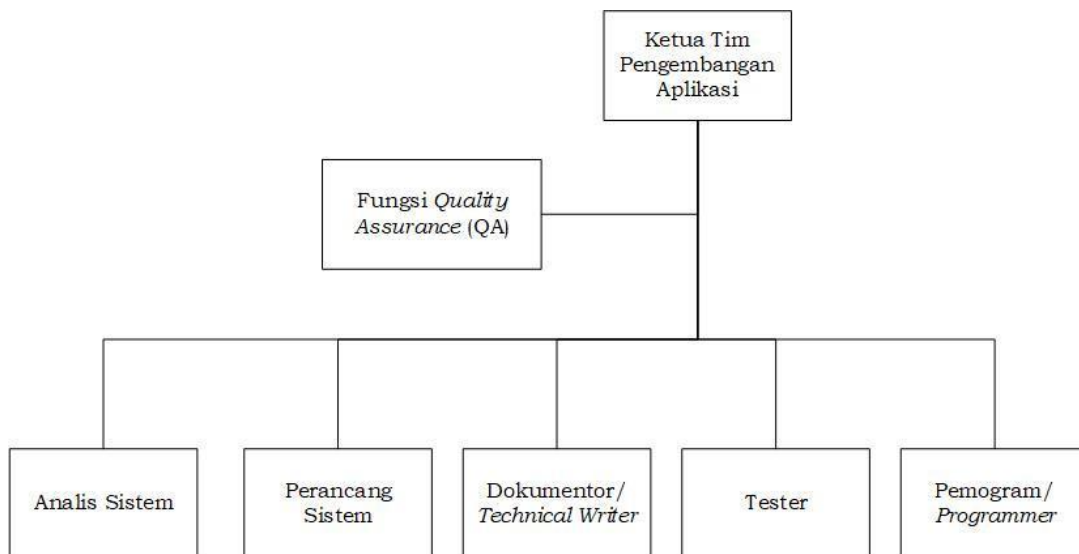 Ketua Tim
Pengembangan
Aplikasi
Fungsi Quality
Assurance (QA)
Analis Sistem
Perancang
Sistem
Dokumentor/
Technical Writer
Tester
Pemogram/
Programmer